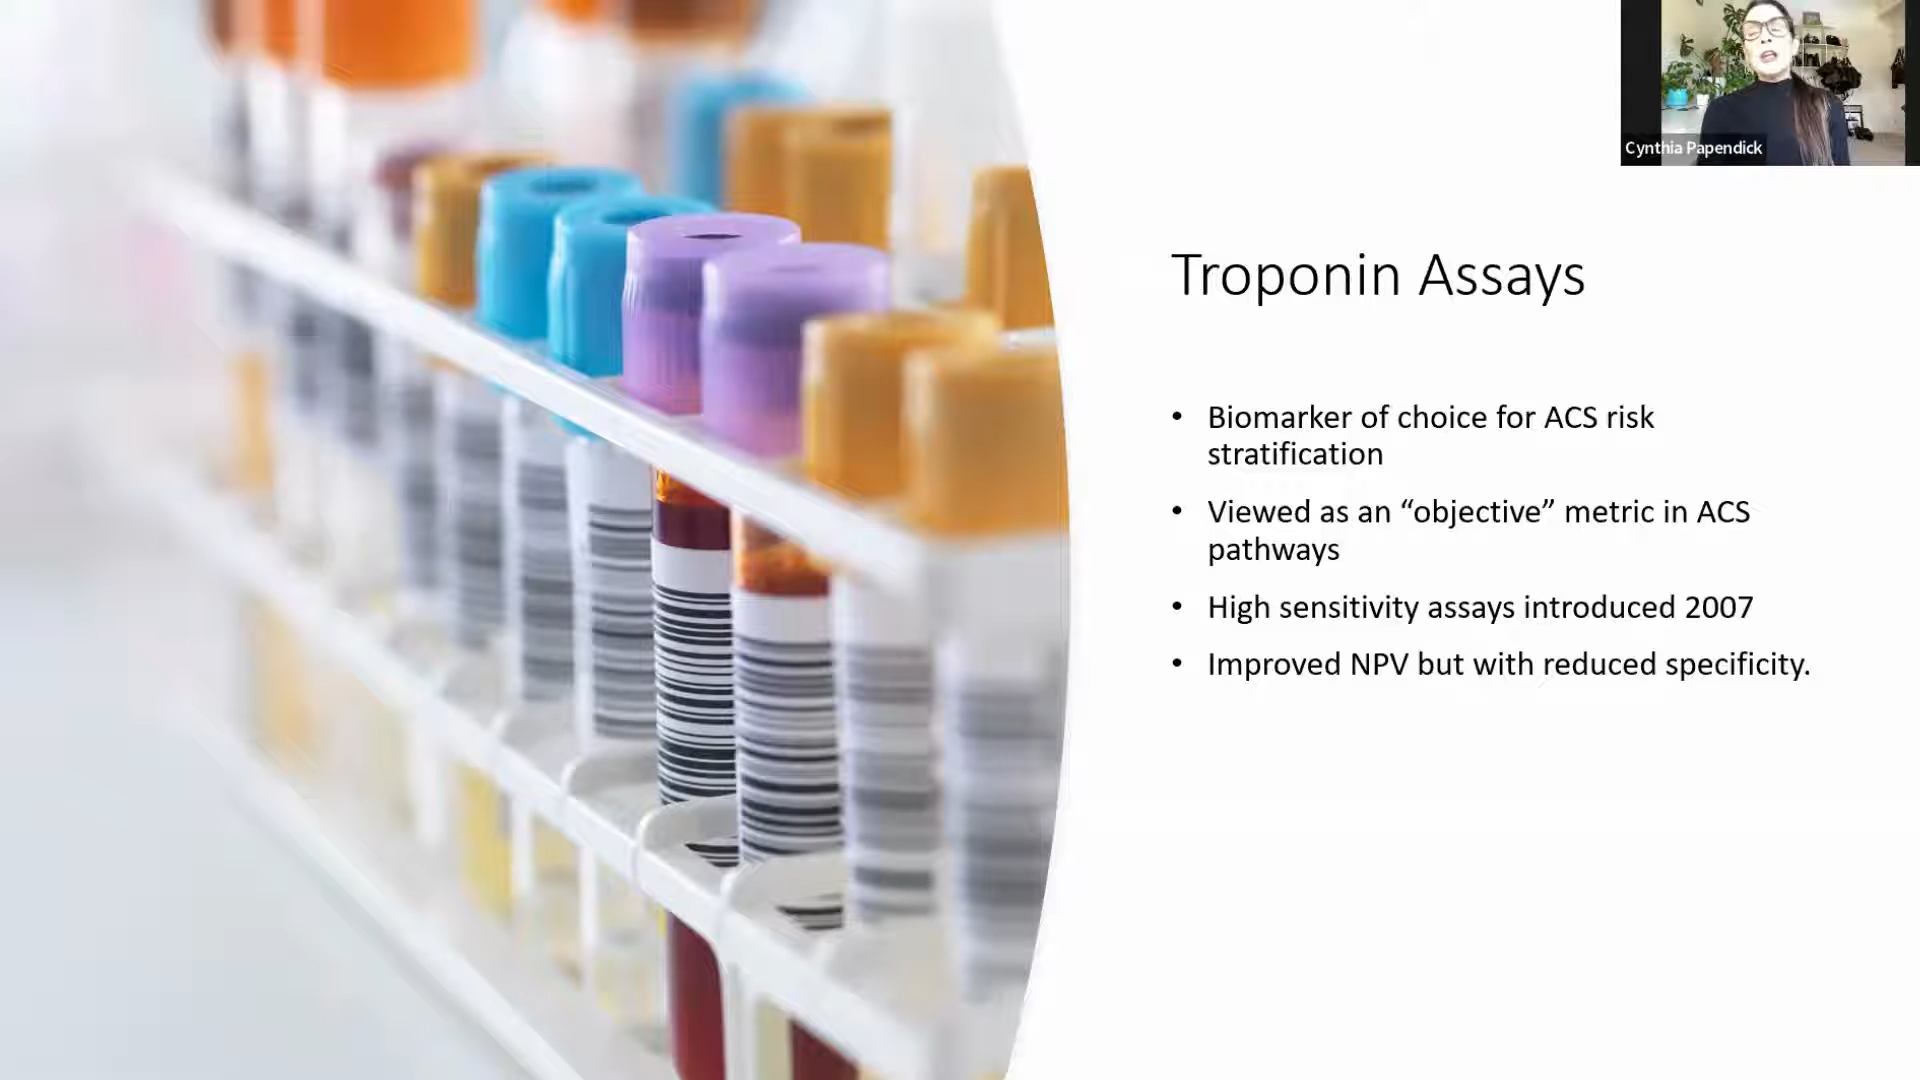 Cynthia Papendick
Troponin Assays
• Biomarker of choice for ACS risk
stratification
• Viewed as an “objective” metric in ACS
pathways
• High sensitivity assays introduced 2007
• Improved NPV but with reduced specificity.